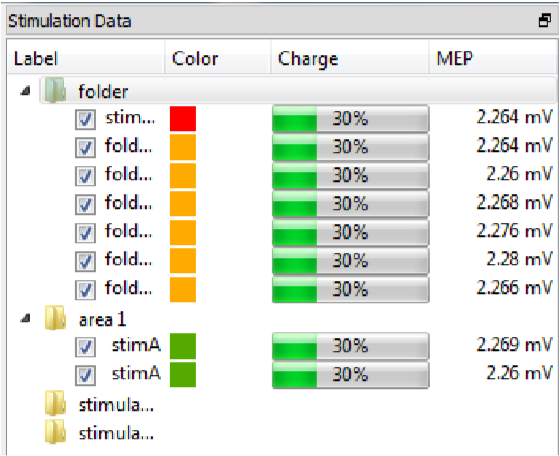 Stimulation Data
Label Color Charge MEP
folder
stim... 30% 2.264 mV
fold... 30% 2.264 mV
fold... 30% 2.26 mV
fold... 30% 2.268 mV
fold... 30% 2.276 mV
fold... 30% 2.28 mV
fold... 30% 2.266 mV
area 1
stimA 30% 2.269 mV
stimA 30% 2.26 mV
stimula...
stimula...